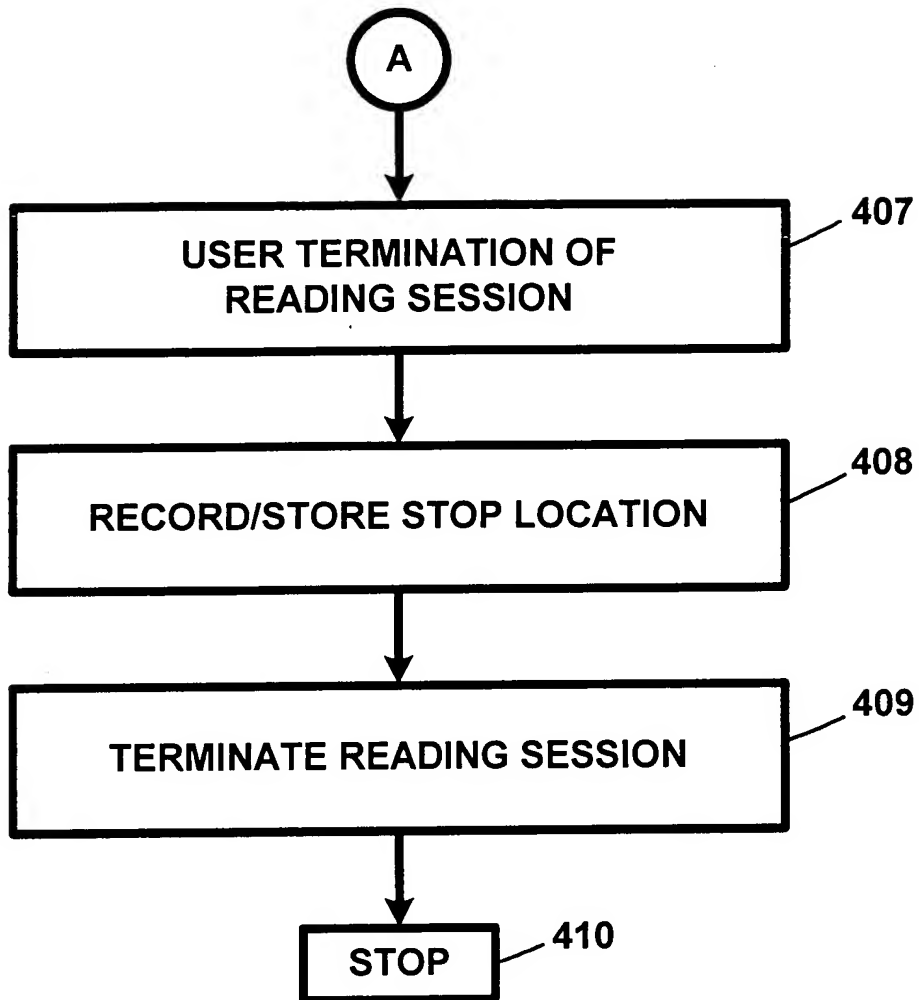 A
USER TERMINATION OF
READING SESSION
407
RECORD/STORE STOP LOCATION
408
TERMINATE READING SESSION
409
STOP
410